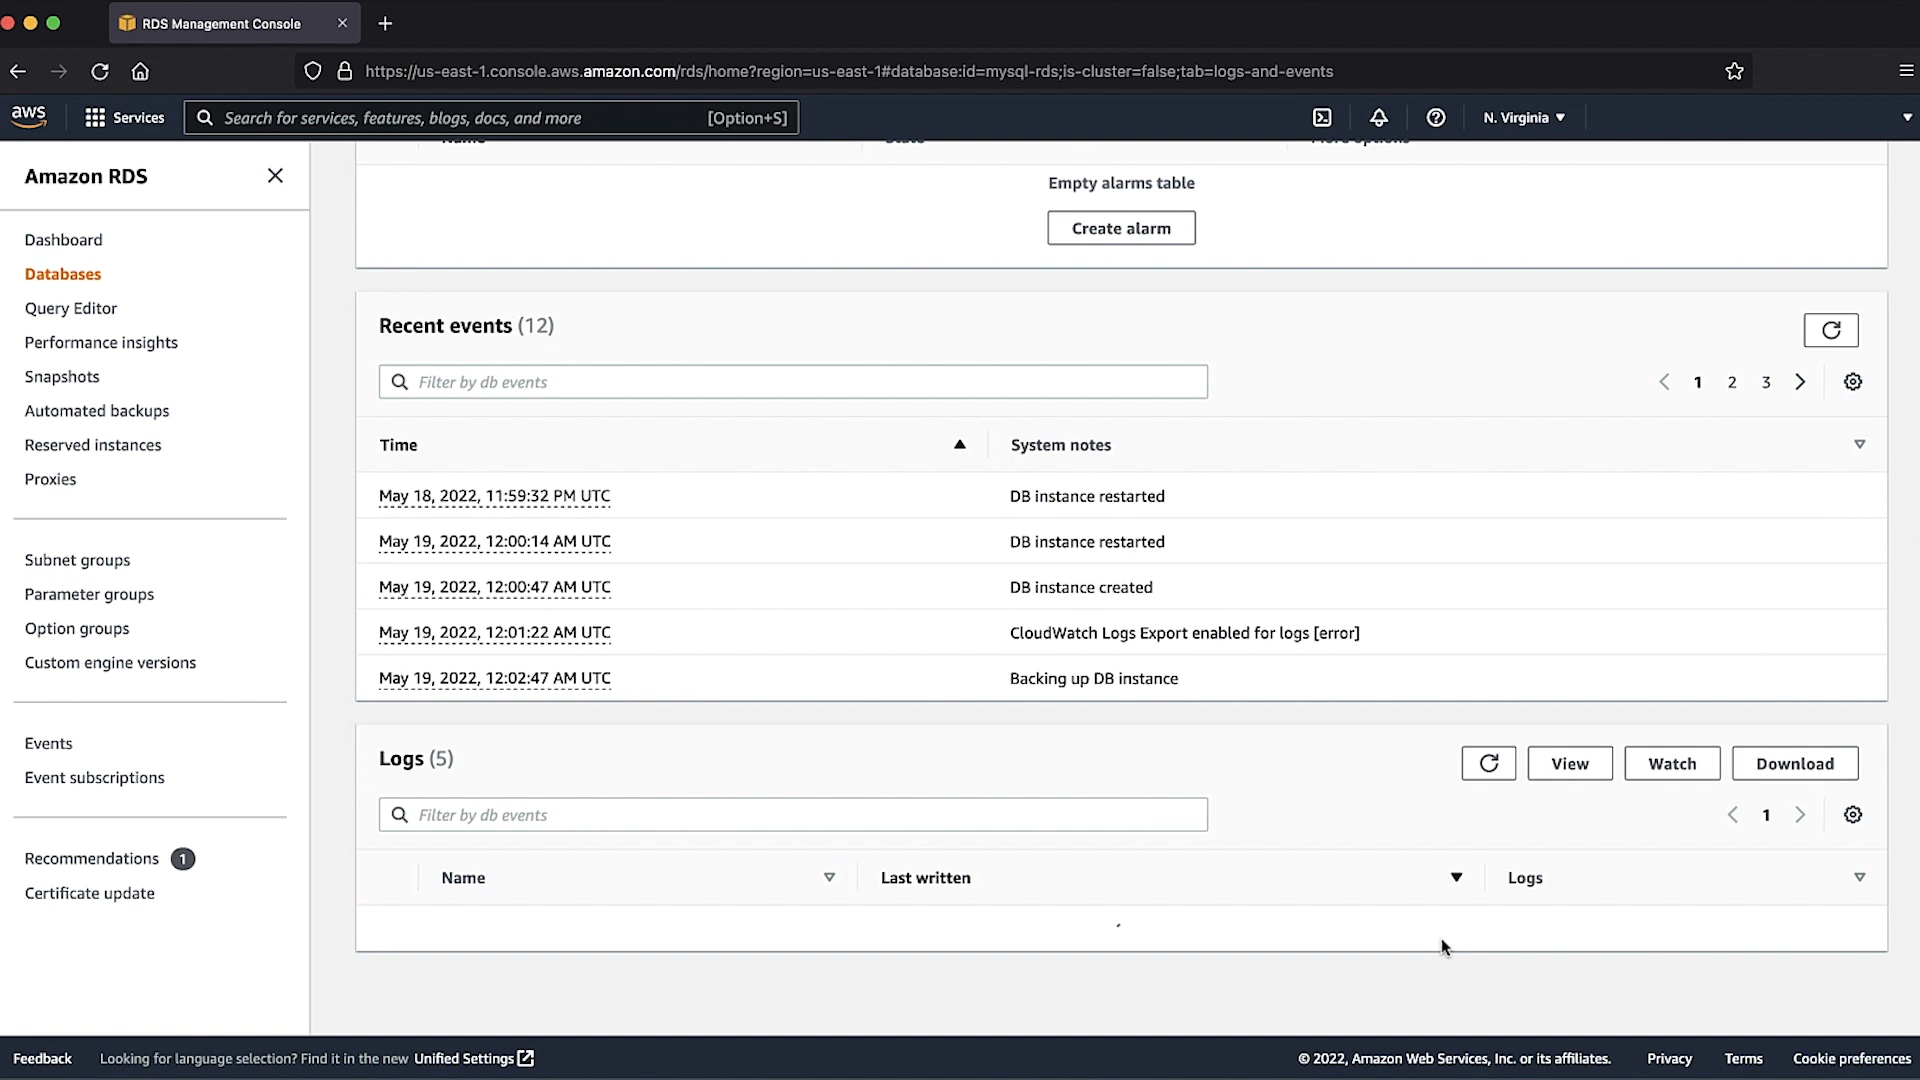 RDS Management Console
https://us-east-1.console.aws.amazon.com/rds/home?region=us-east-1#database:id=mysql-rds;is-cluster=false;tab=logs-and-events
aws Services Search for services, features, blogs, docs, and more [Option+S] N. Virginia
Amazon RDS
Dashboard
Databases
Query Editor
Performance insights
Snapshots
Automated backups
Reserved instances
Proxies
Subnet groups
Parameter groups
Option groups
Custom engine versions
Events
Event subscriptions
Recommendations 1
Certificate update
Name State More options
Empty alarms table
Create alarm
Recent events (12)
Filter by db events 1 2 3
Time System notes
May 18, 2022, 11:59:32 PM UTC DB instance restarted
May 19, 2022, 12:00:14 AM UTC DB instance restarted
May 19, 2022, 12:00:47 AM UTC DB instance created
May 19, 2022, 12:01:22 AM UTC CloudWatch Logs Export enabled for logs [error]
May 19, 2022, 12:02:47 AM UTC Backing up DB instance
Logs (5) View Watch Download
Filter by db events 1
Name Last written Logs
Feedback Looking for language selection? Find it in the new Unified Settings © 2022, Amazon Web Services, Inc. or its affiliates. Privacy Terms Cookie preferences